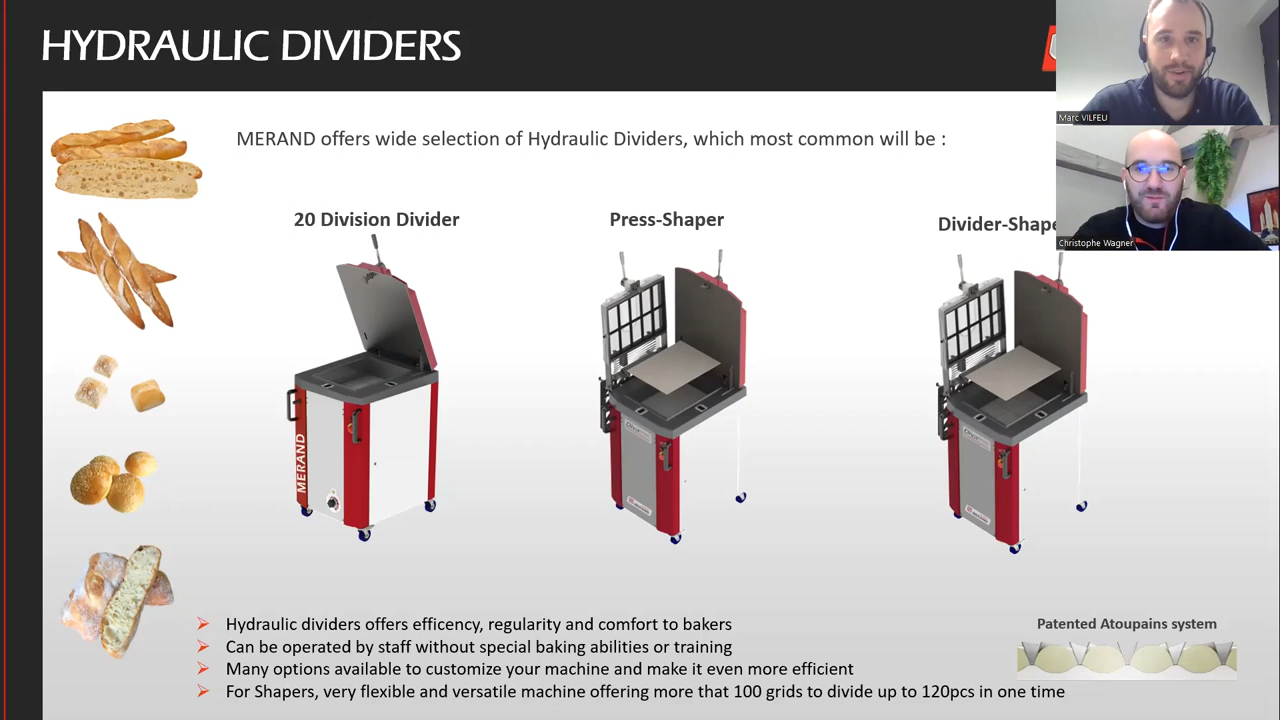 HYDRAULIC DIVIDERS
Marc VILFEU
Christophe Wagner
MERAND offers wide selection of Hydraulic Dividers, which most common will be :
20 Division Divider
Press-Shaper
MERAND
Hydraulic dividers offers efficency, regularity and comfort to bakers
Can be operated by staff without special baking abilities or training
Many options available to customize your machine and make it even more efficient
For Shapers, very flexible and versatile machine offering more that 100 grids to divide up to 120pcs in one time
Patented Atoupains system